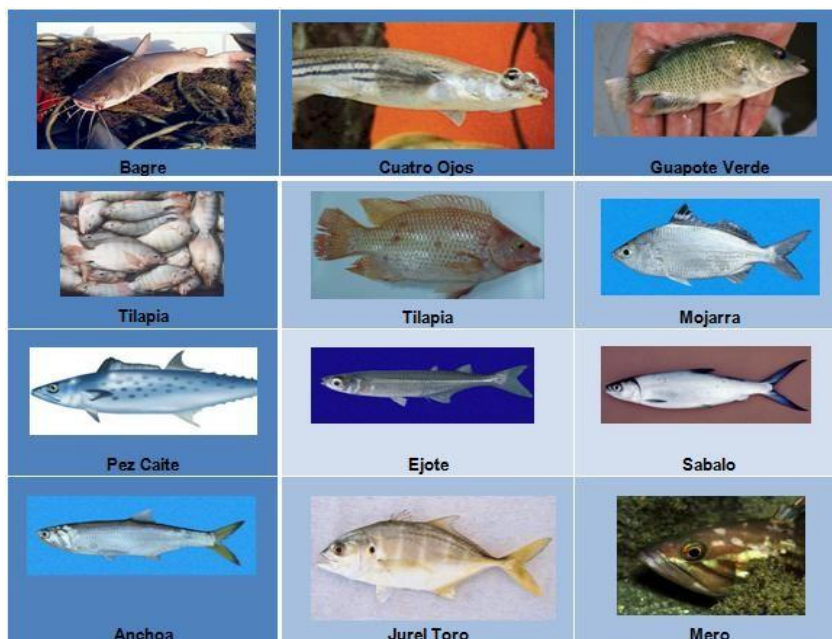 Bagre
Cuatro Ojos
Guapote Verde
Tilapia
Tilapia
Mojarra
Pez Caite
Ejote
Sabalo
Anchoa
Jurel Toro
Mero